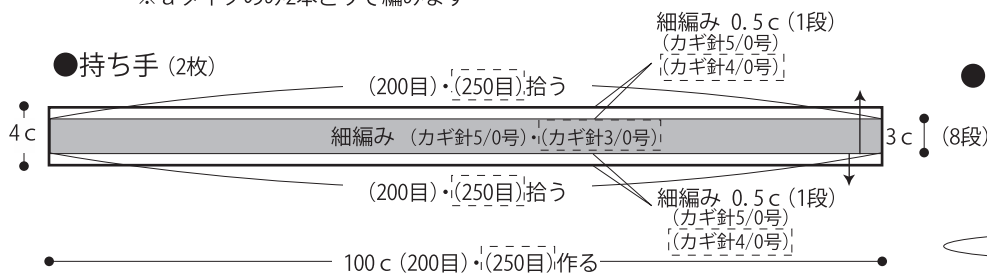 ※aタイプのみ2本どりで編みます
細編み 0.5c(1段)
(カギ針5/0号)
(カギ針4/0号)
●持ち手(2枚)
(200目)・(250目)拾う
4c
細編み (カギ針5/0号)・(カギ針3/0号)
3c
(8段)
(200目)・(250目)拾う
細編み 0.5c(1段)
(カギ針5/0号)
(カギ針4/0号)
100c(200目)・(250目)作る